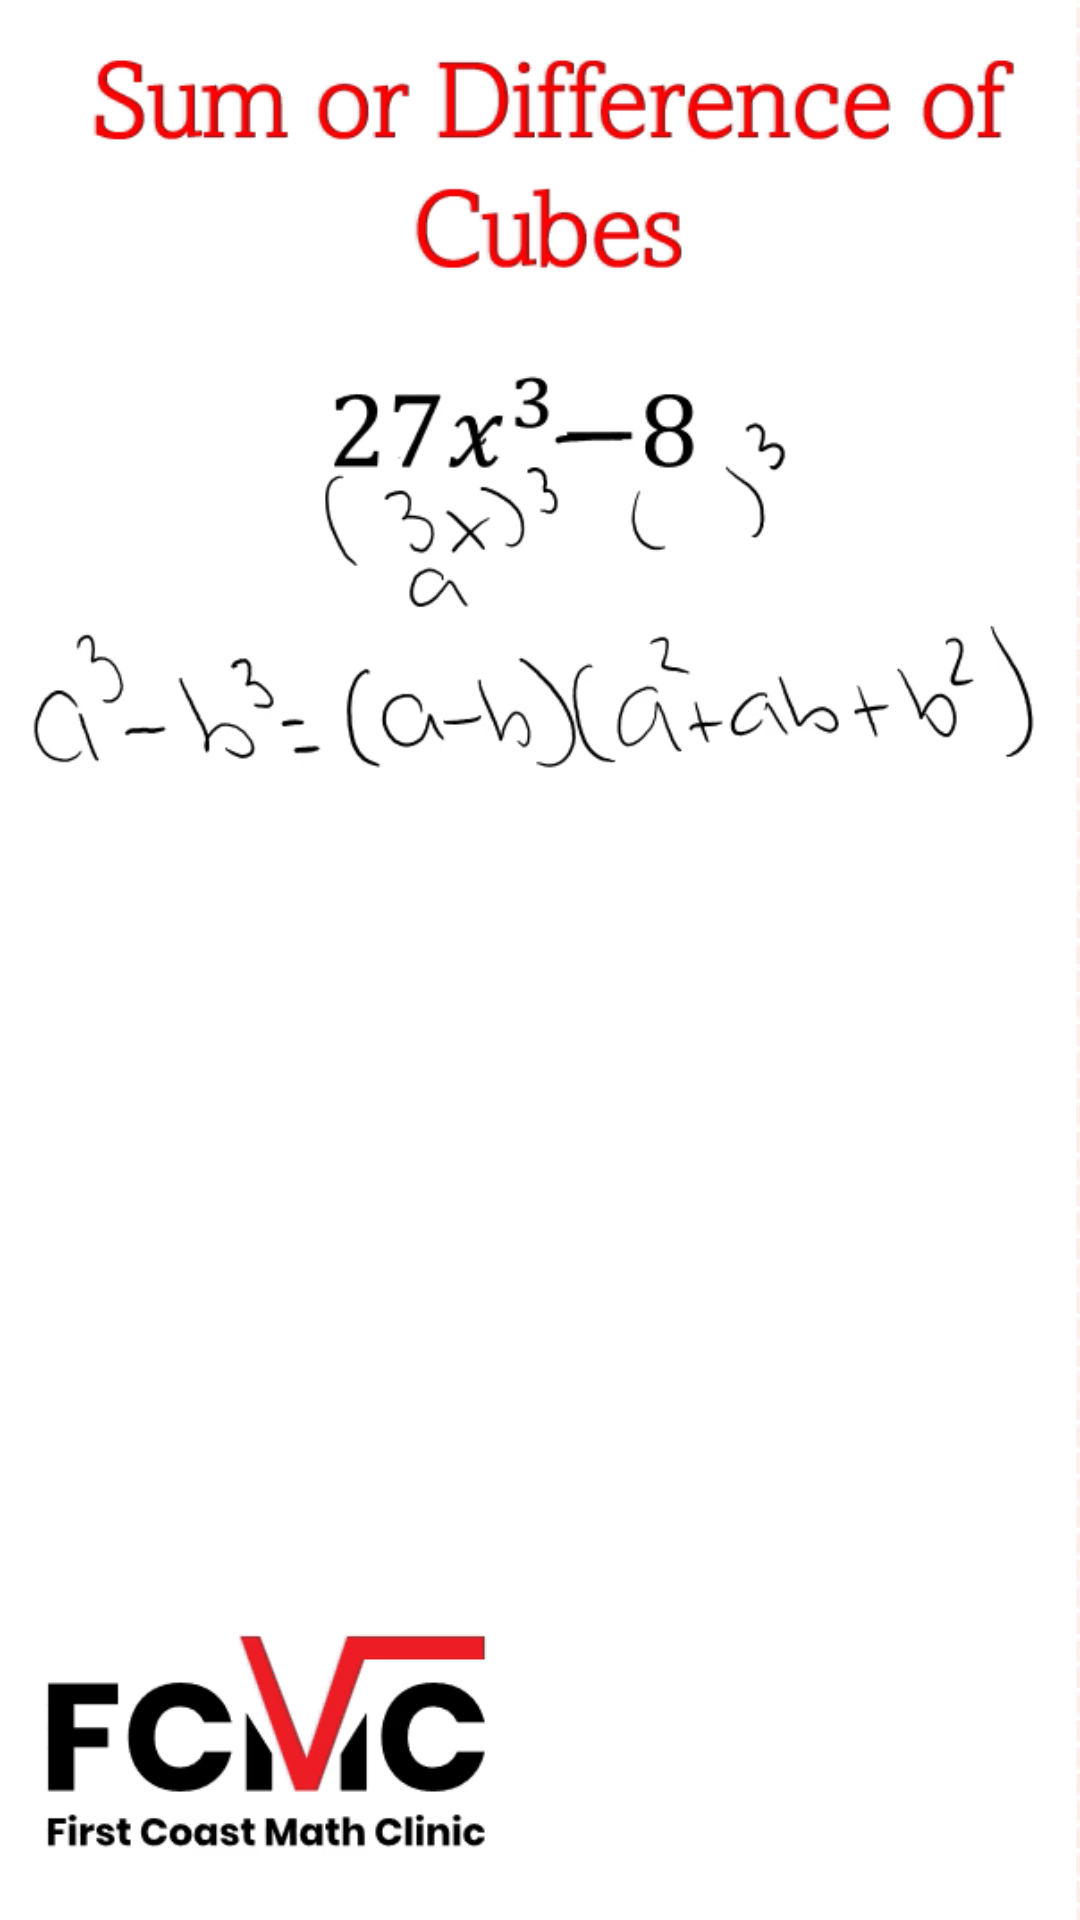 Sum or Difference of
Cubes
27x³−8
(3x)³ ( )³
a
a³-b³=(a-b)(a²+ab+b²)
FCMC
First Coast Math Clinic